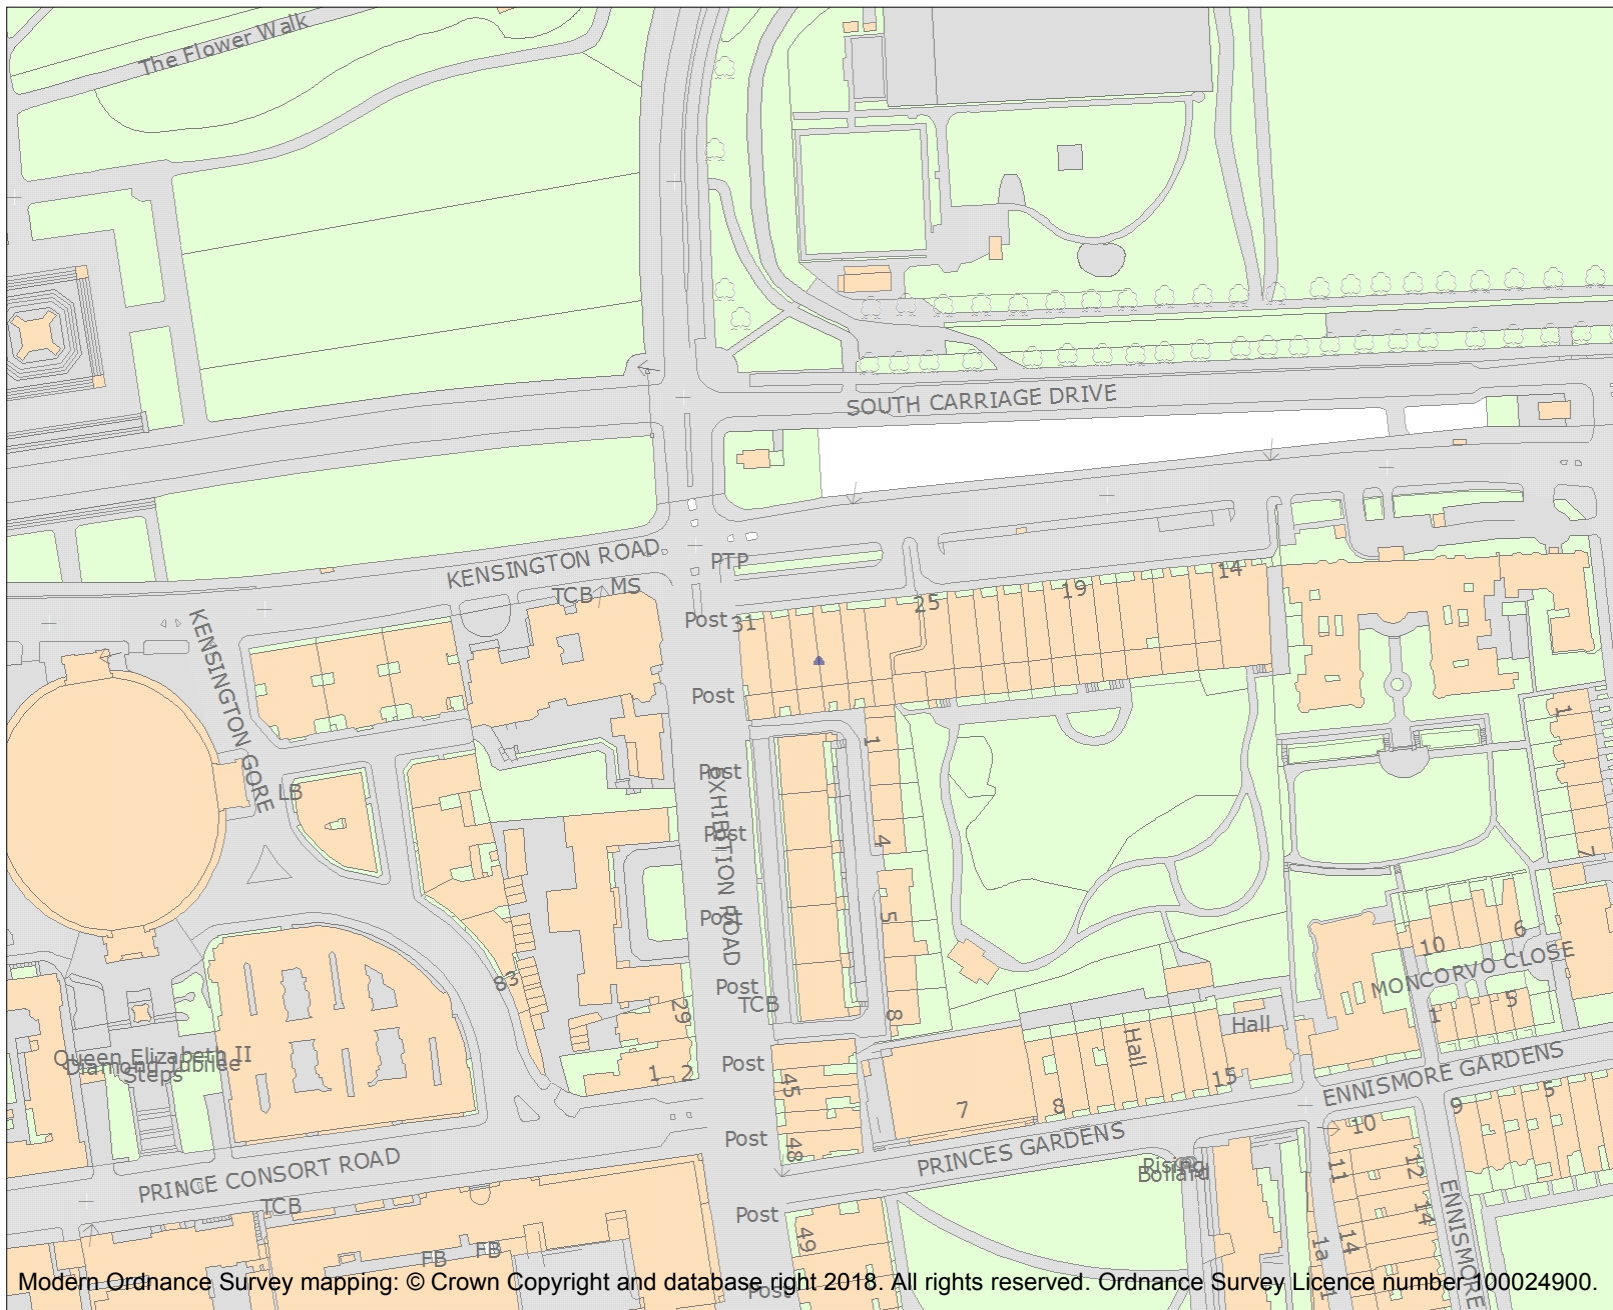 The Flower Walk
SOUTH CARRIAGE DRIVE
KENSINGTON ROAD
PTP
TCB
MS
14
19
25
Post
31
KENSINGTON GORE
Post
1
1
Post
EXHIBITION ROAD
LB
Post
4
7
Post
5
6
10
MONCORVO CLOSE
83
Post
TCB
29
8
5
1
Hall
Hall
Queen Elizabeth II
Diamond Jubilee
Steps
Post
1
2
45
15
ENNISMORE GARDENS
7
8
9
5
10
Post
48
PRINCES GARDENS
PRINCE CONSORT ROAD
Rising
Bollard
11
12
TCB
Post
14
ENNISMORE
49
14
1a
FB
FB
1
Post
Modern Ordnance Survey mapping: © Crown Copyright and database right 2018. All rights reserved. Ordnance Survey Licence number 100024900.